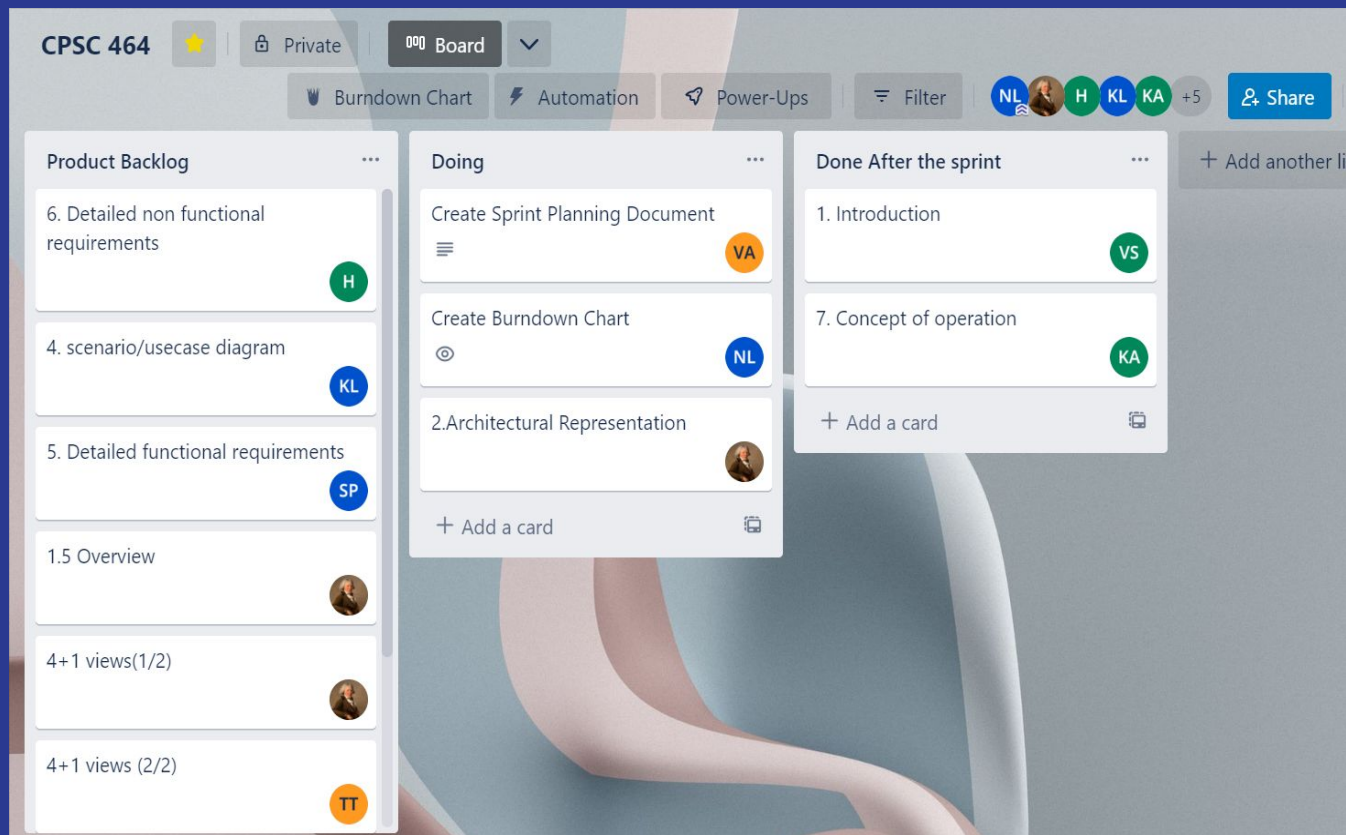 CPSC 464
Private
Board
Burndown Chart
Automation
Power-Ups
Filter
NL
H
KL
KA
+5
Share
Product Backlog
6. Detailed non functional
requirements
H
4. scenario/usecase diagram
KL
5. Detailed functional requirements
SP
1.5 Overview
4+1 views(1/2)
4+1 views (2/2)
TT
Doing
Create Sprint Planning Document
VA
Create Burndown Chart
NL
2.Architectural Representation
+ Add a card
Done After the sprint
1. Introduction
VS
7. Concept of operation
KA
+ Add a card
+ Add another li